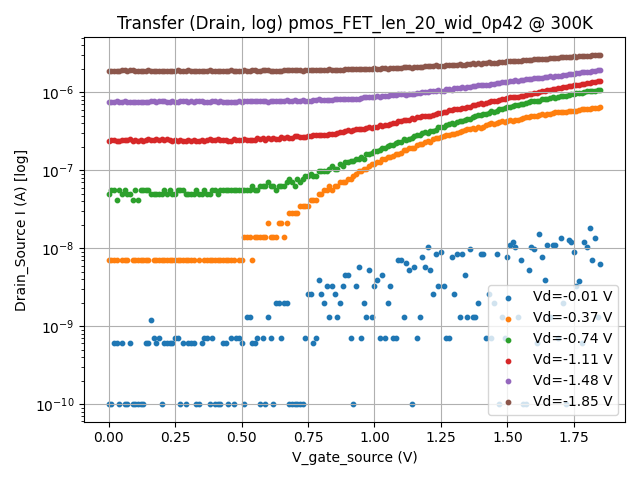 Transfer (Drain, log) pmos_FET_len_20_wid_0p42 @ 300K
Drain_Source I (A) [log]
10⁻⁶
10⁻⁷
10⁻⁸
10⁻⁹
10⁻¹⁰
Vd=-0.01 V
Vd=-0.37 V
Vd=-0.74 V
Vd=-1.11 V
Vd=-1.48 V
Vd=-1.85 V
0.00 0.25 0.50 0.75 1.00 1.25 1.50 1.75
V_gate_source (V)